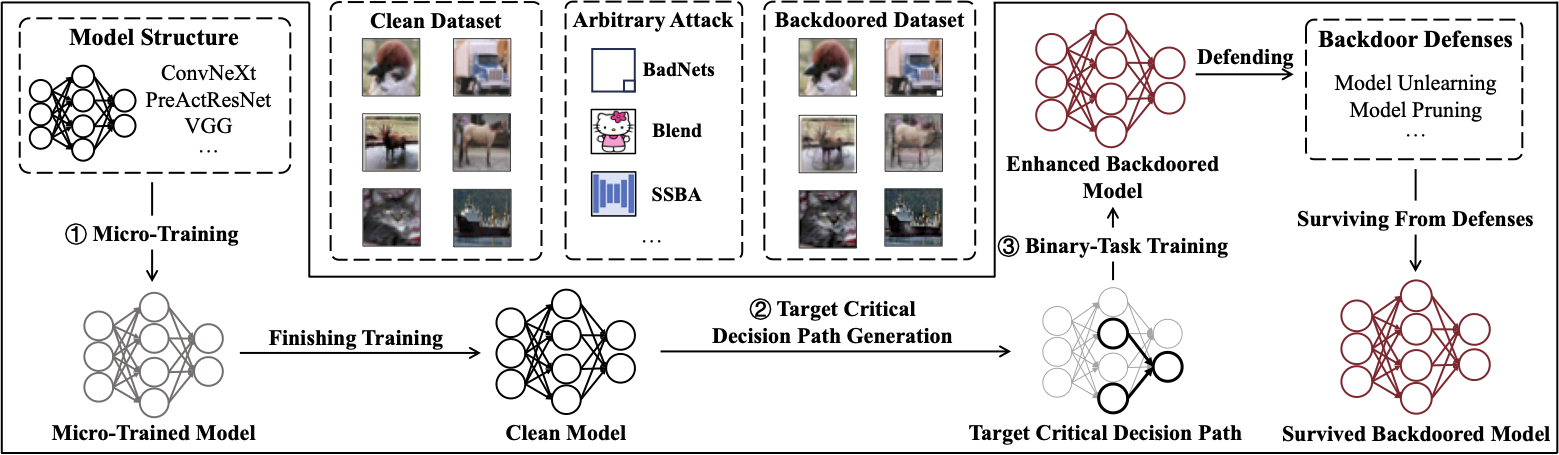 Model Structure
ConvNeXt
PreActResNet
VGG
...
① Micro-Training
Micro-Trained Model
Finishing Training
Clean Dataset
Arbitrary Attack
BadNets
Blend
SSBA
...
Backdoored Dataset
Clean Model
② Target Critical
Decision Path Generation
Target Critical Decision Path
③ Binary-Task Training
Enhanced Backdoored
Model
Defending
Backdoor Defenses
Model Unlearning
Model Pruning
...
Surviving From Defenses
Survived Backdoored Model